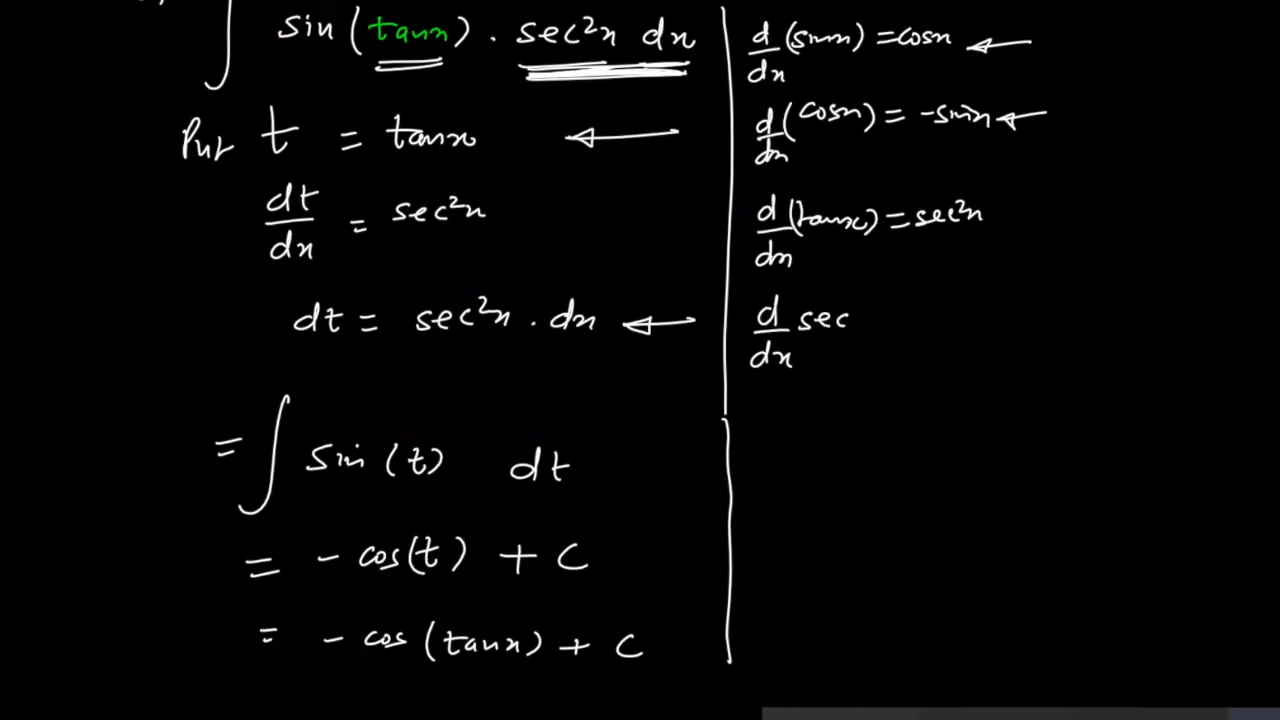 ∫ sin(tanx) . sec²x dx
Put t = tanx
dt/dx = sec²x
dt = sec²x . dx
= ∫ sin(t) dt
= - cos(t) + C
= - cos(tanx) + C
d/dx (sinx) = cosx
d/dx (cosx) = -sinx
d/dx (tanx) = sec²x
d/dx sec